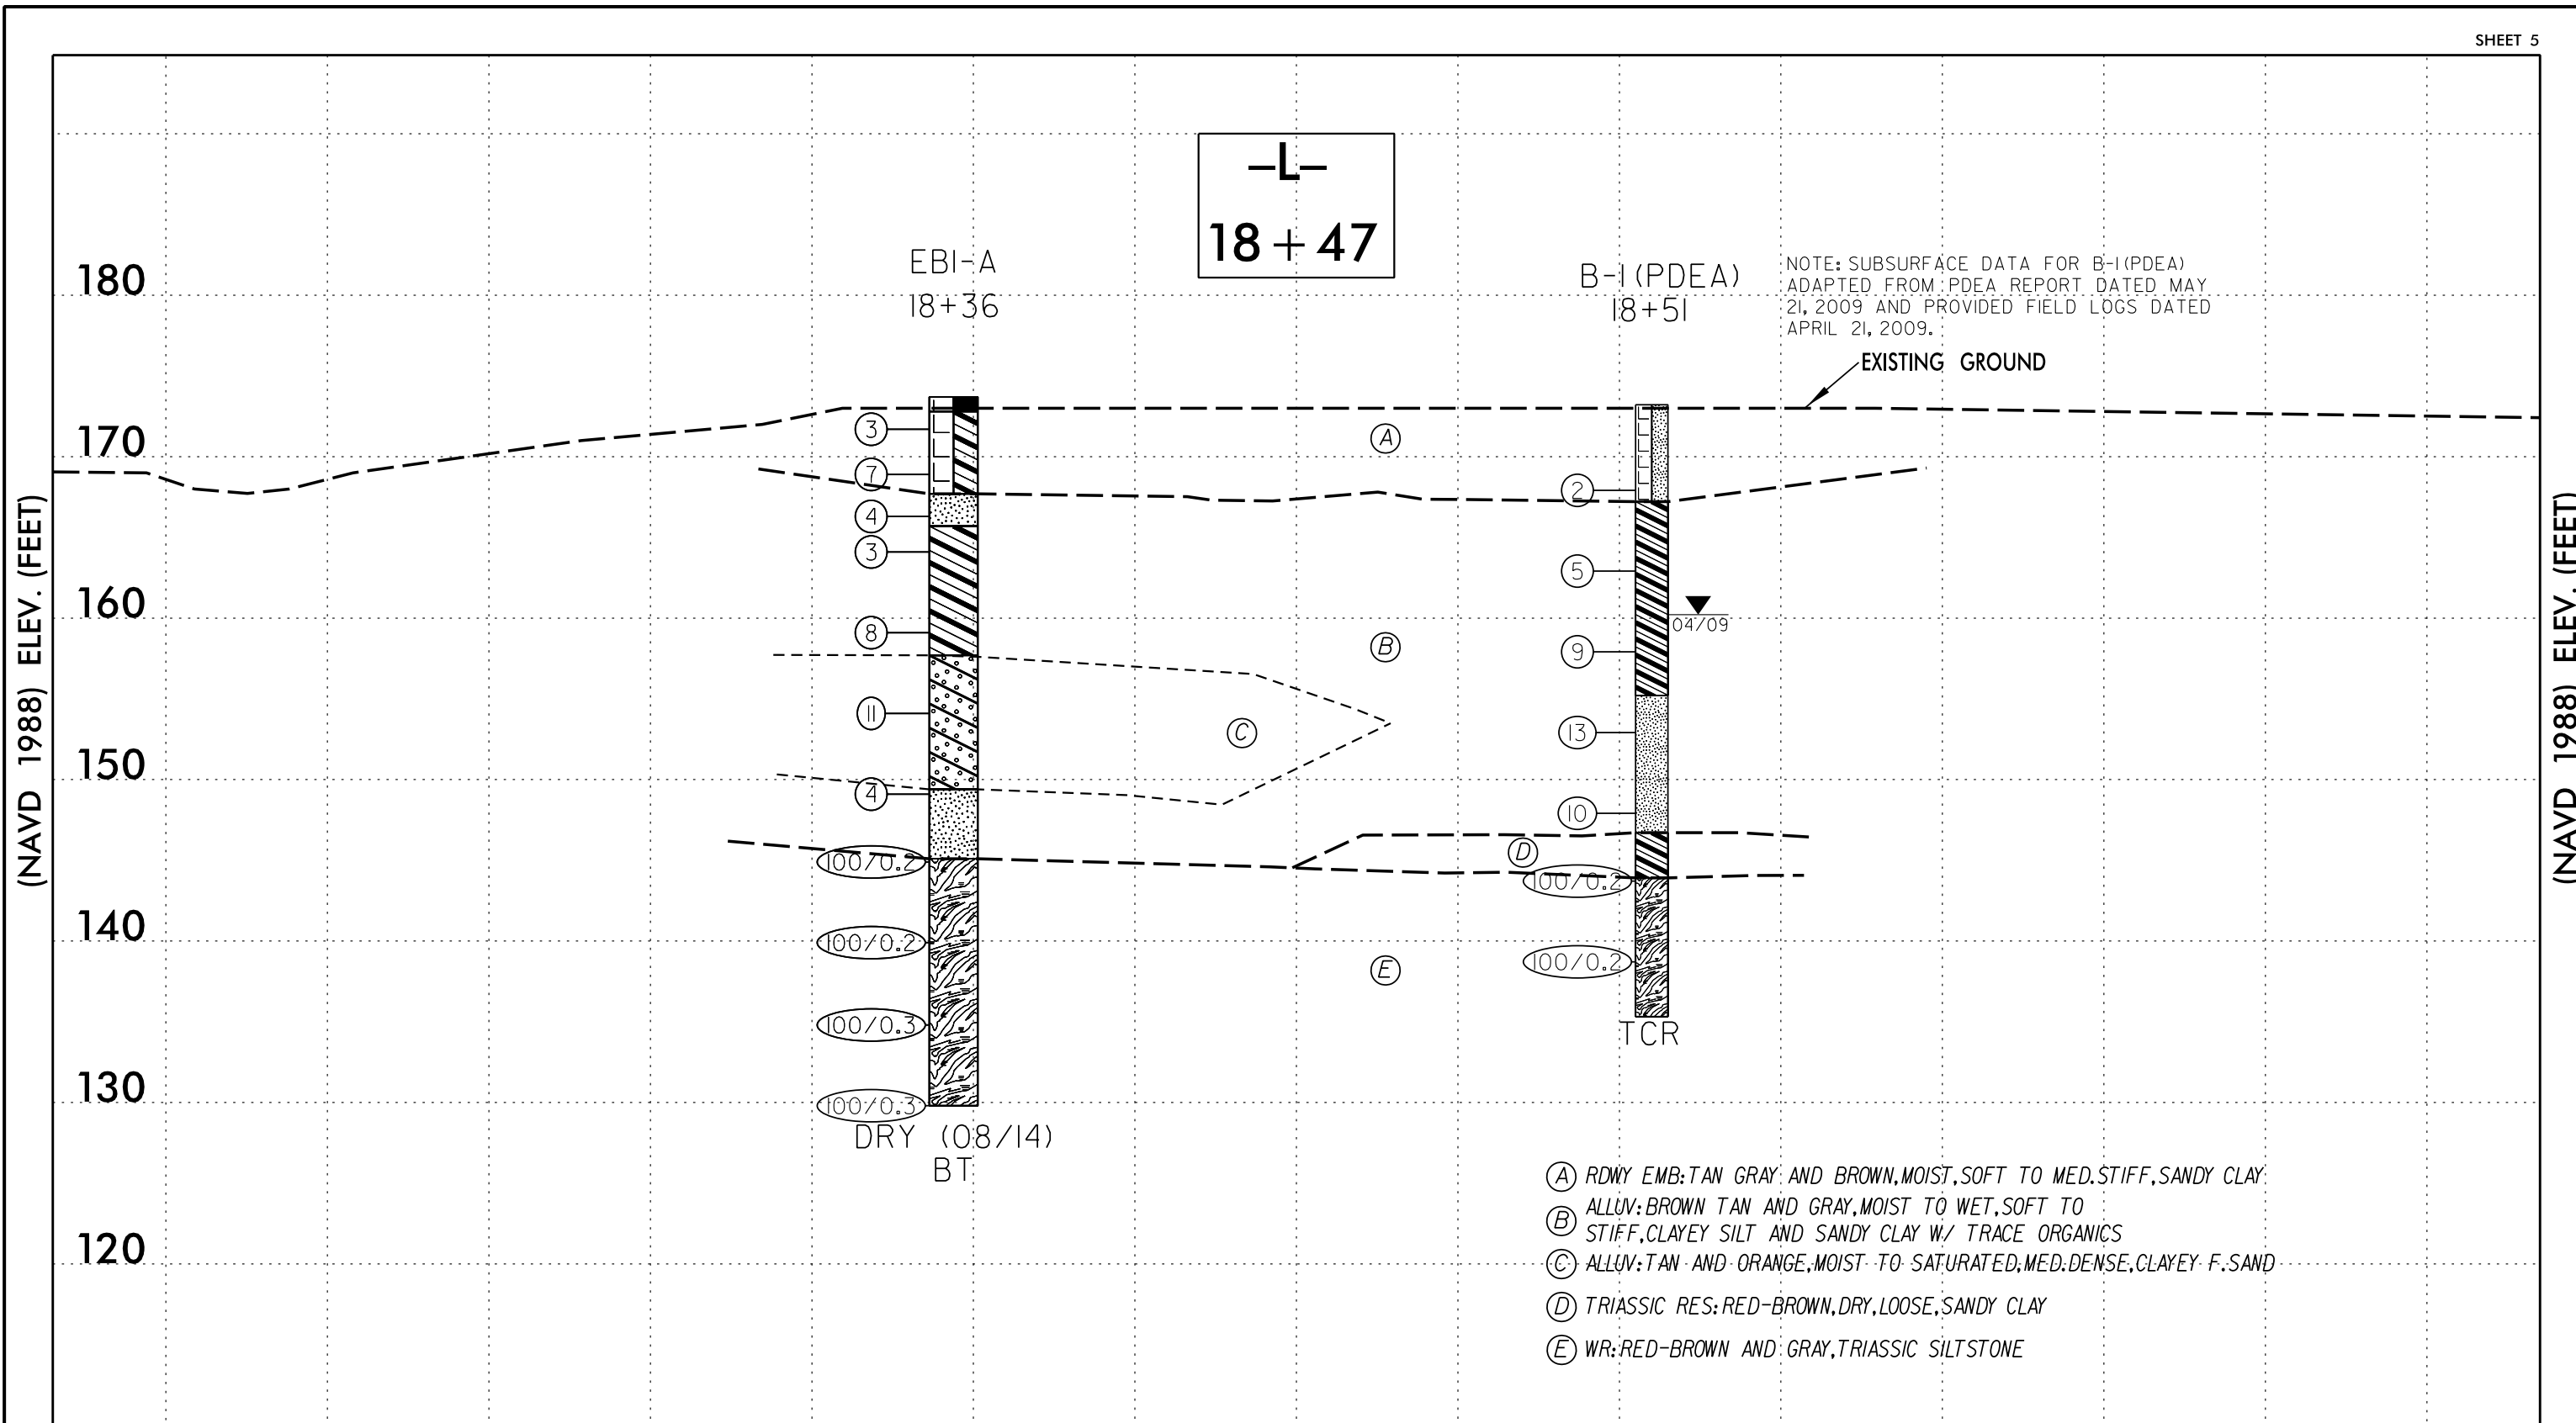 SHEET 5
–L–
18+47
EB1-A
18+36
B-1(PDEA)
18+51
NOTE: SUBSURFACE DATA FOR B-1(PDEA)
ADAPTED FROM PDEA REPORT DATED MAY
21, 2009 AND PROVIDED FIELD LOGS DATED
APRIL 21, 2009.
EXISTING GROUND
180
170
160
150
140
130
120
(NAVD 1988) ELEV. (FEET)
(NAVD 1988) ELEV. (FEET)
3
7
4
3
8
11
4
100/0.2
100/0.2
100/0.3
100/0.3
DRY (08/14)
BT
A
B
C
D
E
2
5
9
13
10
100/0.2
100/0.2
04/09
TCR
A RDWY EMB: TAN GRAY AND BROWN, MOIST, SOFT TO MED. STIFF, SANDY CLAY
B ALLUV: BROWN TAN AND GRAY, MOIST TO WET, SOFT TO
STIFF, CLAYEY SILT AND SANDY CLAY W/ TRACE ORGANICS
C ALLUV: TAN AND ORANGE, MOIST TO SATURATED, MED. DENSE, CLAYEY F. SAND
D TRIASSIC RES: RED-BROWN, DRY, LOOSE, SANDY CLAY
E WR: RED-BROWN AND GRAY, TRIASSIC SILTSTONE